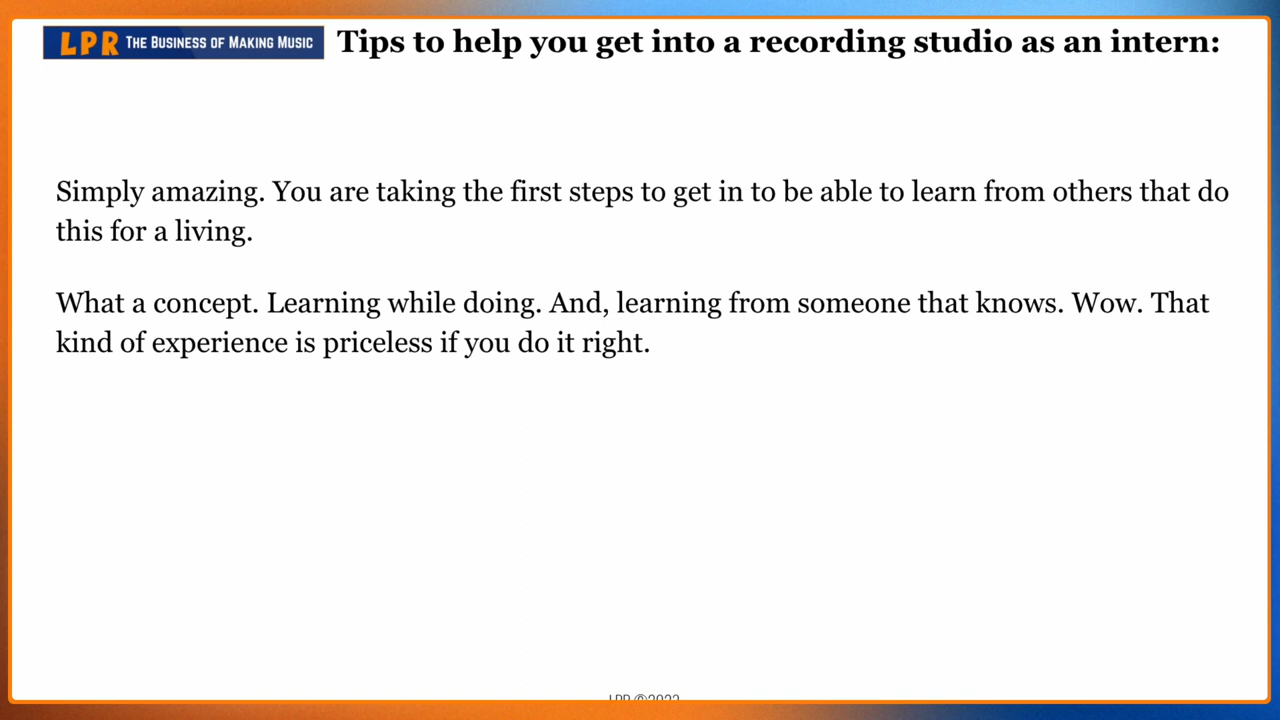 LPR THE BUSINESS OF MAKING MUSIC Tips to help you get into a recording studio as an intern:
Simply amazing. You are taking the first steps to get in to be able to learn from others that do
this for a living.
What a concept. Learning while doing. And, learning from someone that knows. Wow. That
kind of experience is priceless if you do it right.
LPR ©2022